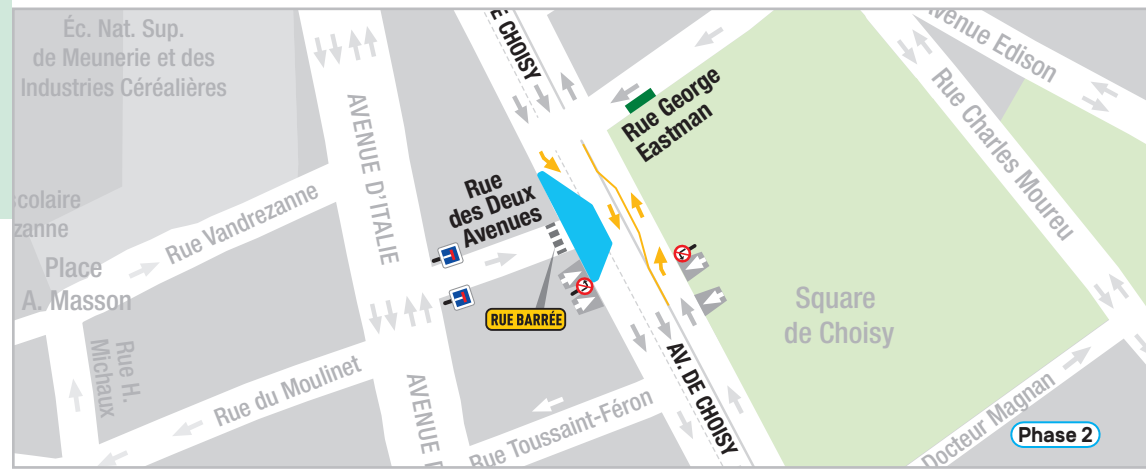 Éc. Nat. Sup.
de Meunerie et des
Industries Céréalières
E CHOISY
Avenue Edison
Rue George
Eastman
Rue Charles Moureu
AVENUE D'ITALIE
Rue
des Deux
Avenues
scolaire
zanne
Rue Vandrezanne
Place
A. Masson
RUE BARRÉE
Square
de Choisy
Rue H.
Michaux
Rue du Moulinet
AVENUE D
Rue Toussaint-Féron
AV. DE CHOISY
Docteur Magnan
Phase 2